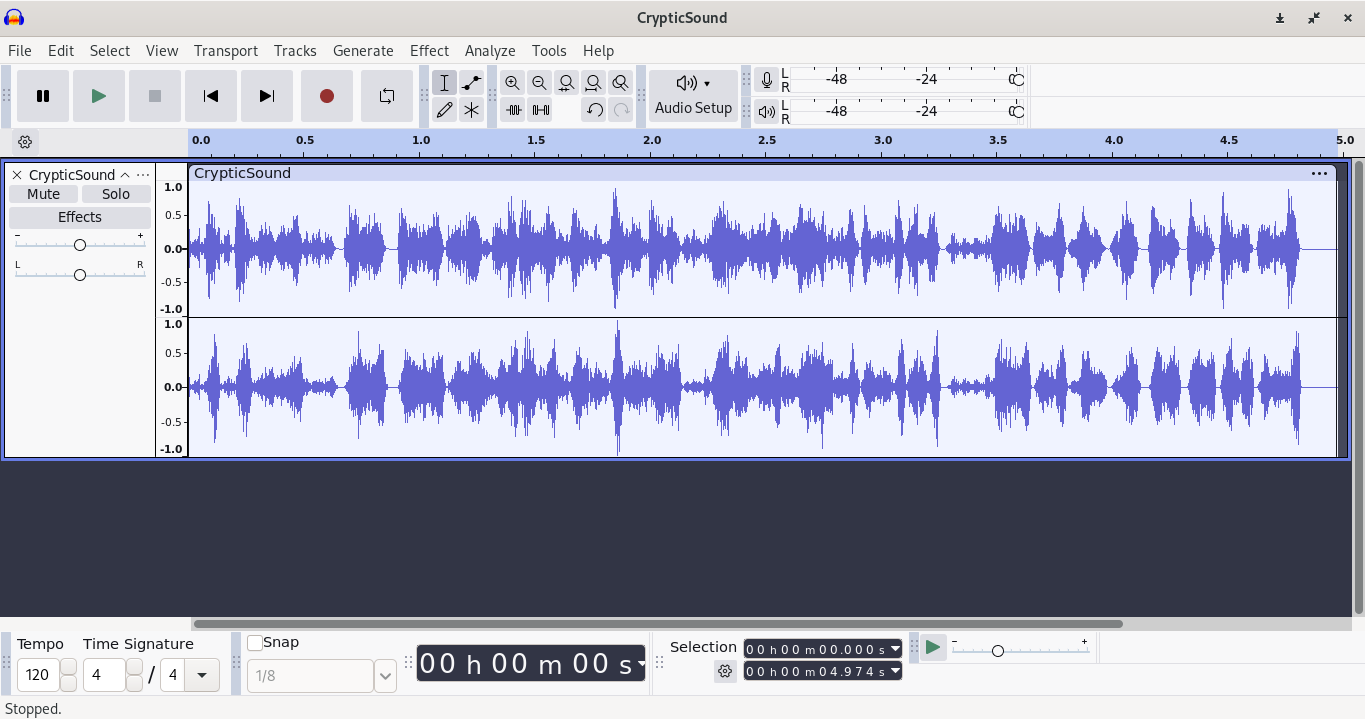 CrypticSound
File Edit Select View Transport Tracks Generate Effect Analyze Tools Help
L R -48 -24 0
Audio Setup
L R -48 -24 0
0.0 0.5 1.0 1.5 2.0 2.5 3.0 3.5 4.0 4.5 5.0
CrypticSound
Mute Solo
Effects
- +
L R
CrypticSound
1.0
0.5
0.0
-0.5
-1.0
1.0
0.5
0.0
-0.5
-1.0
Tempo Time Signature
120 4 / 4
Snap
1/8
00 h 00 m 00 s
Selection
00 h 00 m 00.000 s
00 h 00 m 04.974 s
- +
Stopped.